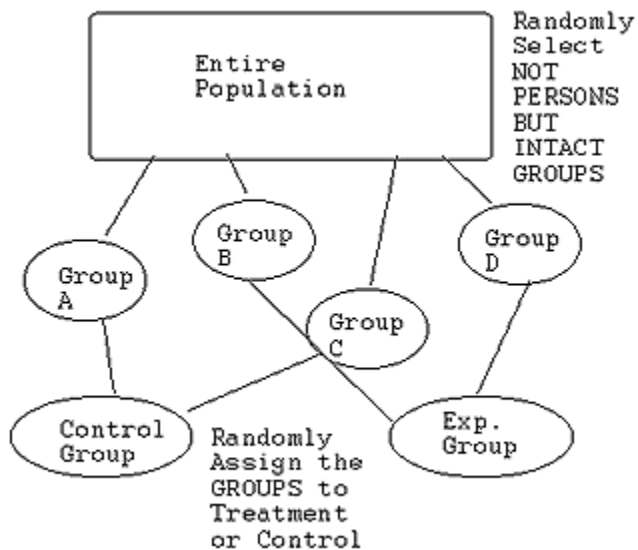 Entire
Population
Randomly
Select
NOT
PERSONS
BUT
INTACT
GROUPS
Group
A
Group
B
Group
C
Group
D
Control
Group
Exp.
Group
Randomly
Assign the
GROUPS to
Treatment
or Control